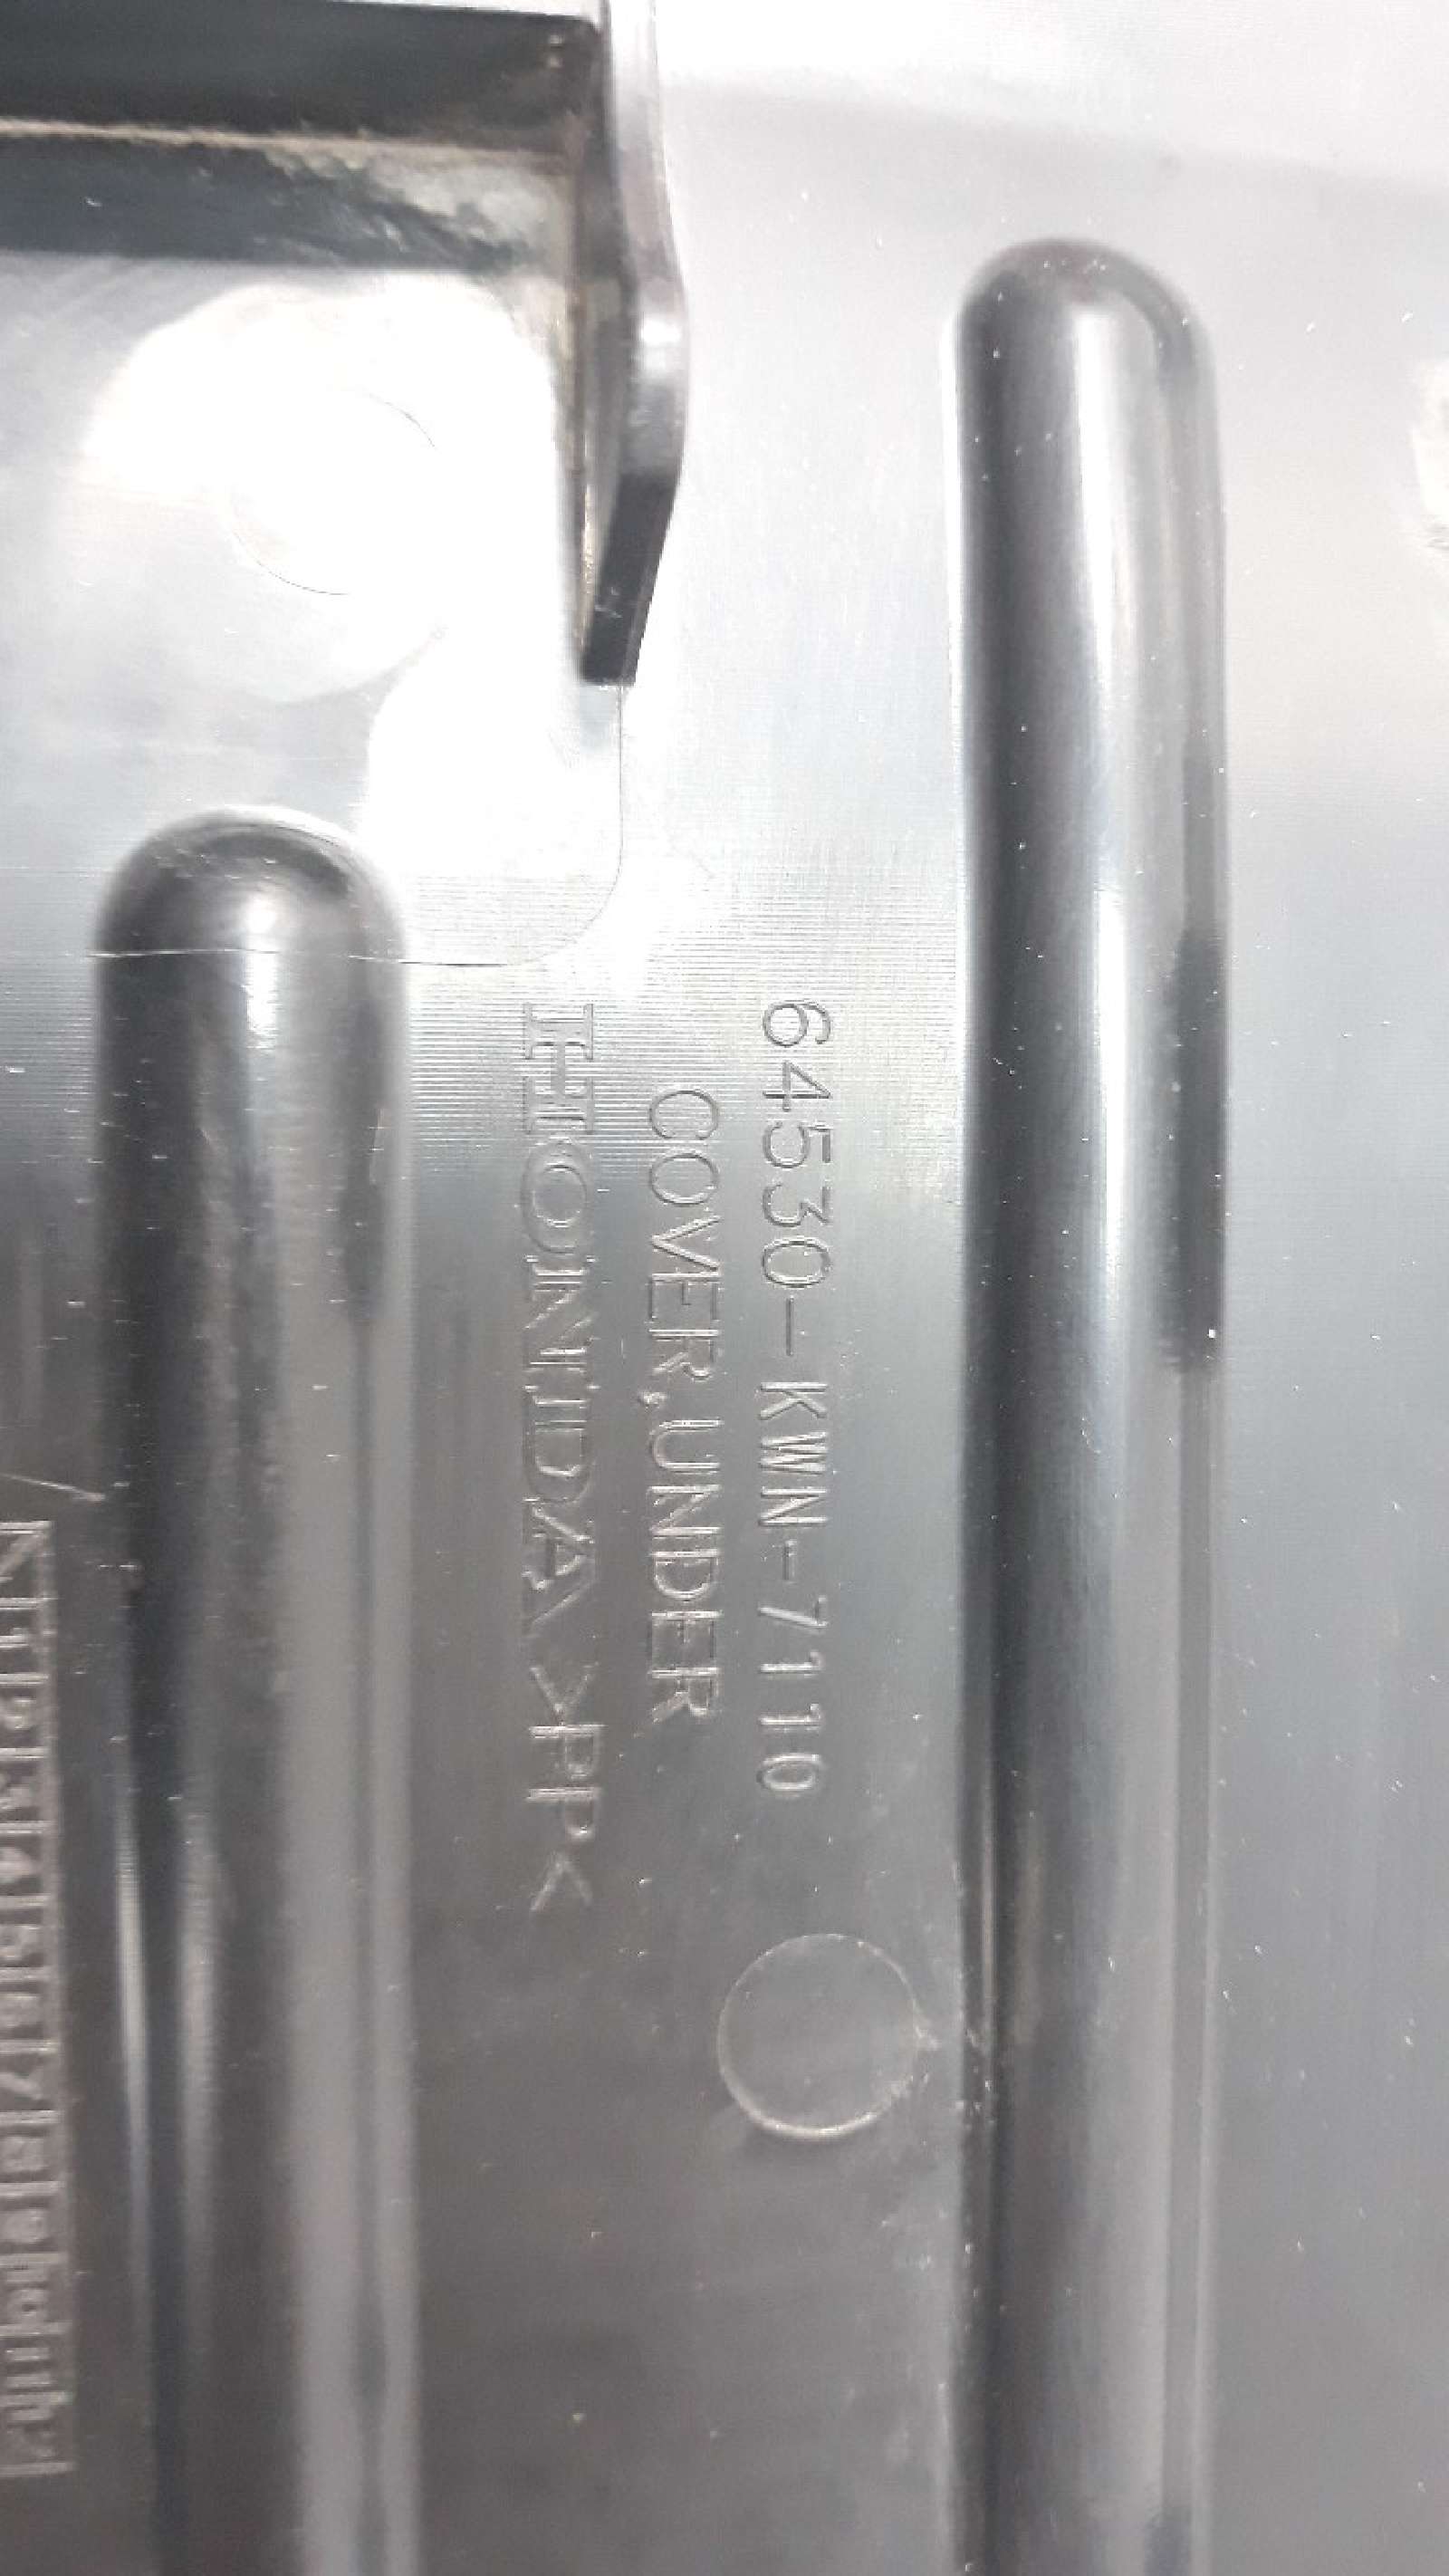 64530-KWN-7110
COVER,UNDER
HONDA >PP<